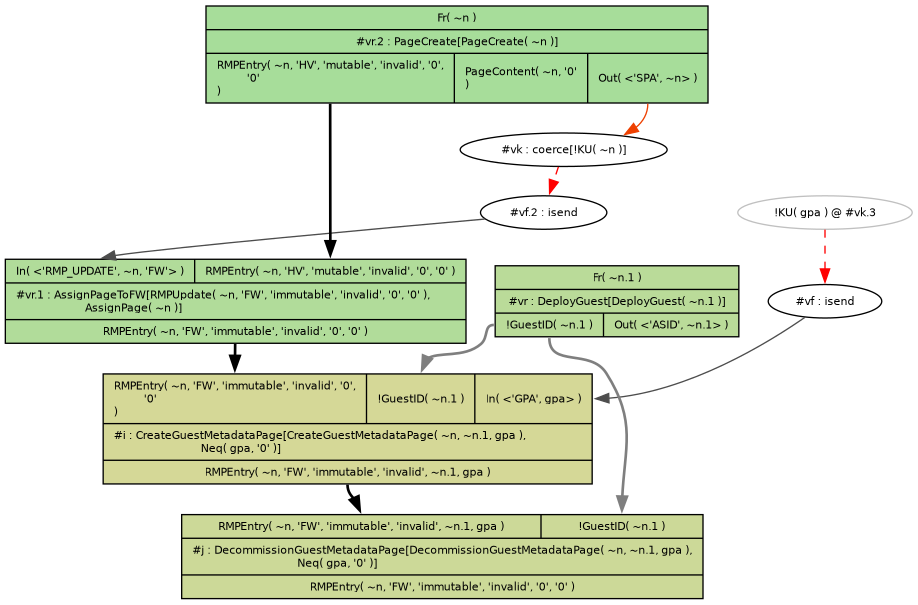 Fr( ~n )
#vr.2 : PageCreate[PageCreate( ~n )]
RMPEntry( ~n, 'HV', 'mutable', 'invalid', '0',
'0'
)
PageContent( ~n, '0'
)
Out( <'SPA', ~n> )
#vk : coerce[!KU( ~n )]
#vf.2 : isend
!KU( gpa ) @ #vk.3
In( <'RMP_UPDATE', ~n, 'FW'> )
RMPEntry( ~n, 'HV', 'mutable', 'invalid', '0', '0' )
#vr.1 : AssignPageToFW[RMPUpdate( ~n, 'FW', 'immutable', 'invalid', '0', '0' ),
AssignPage( ~n )]
RMPEntry( ~n, 'FW', 'immutable', 'invalid', '0', '0' )
Fr( ~n.1 )
#vr : DeployGuest[DeployGuest( ~n.1 )]
!GuestID( ~n.1 )
Out( <'ASID', ~n.1> )
#vf : isend
RMPEntry( ~n, 'FW', 'immutable', 'invalid', '0',
'0'
)
!GuestID( ~n.1 )
In( <'GPA', gpa> )
#i : CreateGuestMetadataPage[CreateGuestMetadataPage( ~n, ~n.1, gpa ),
Neq( gpa, '0' )]
RMPEntry( ~n, 'FW', 'immutable', 'invalid', ~n.1, gpa )
RMPEntry( ~n, 'FW', 'immutable', 'invalid', ~n.1, gpa )
!GuestID( ~n.1 )
#j : DecommissionGuestMetadataPage[DecommissionGuestMetadataPage( ~n, ~n.1, gpa ),
Neq( gpa, '0' )]
RMPEntry( ~n, 'FW', 'immutable', 'invalid', '0', '0' )